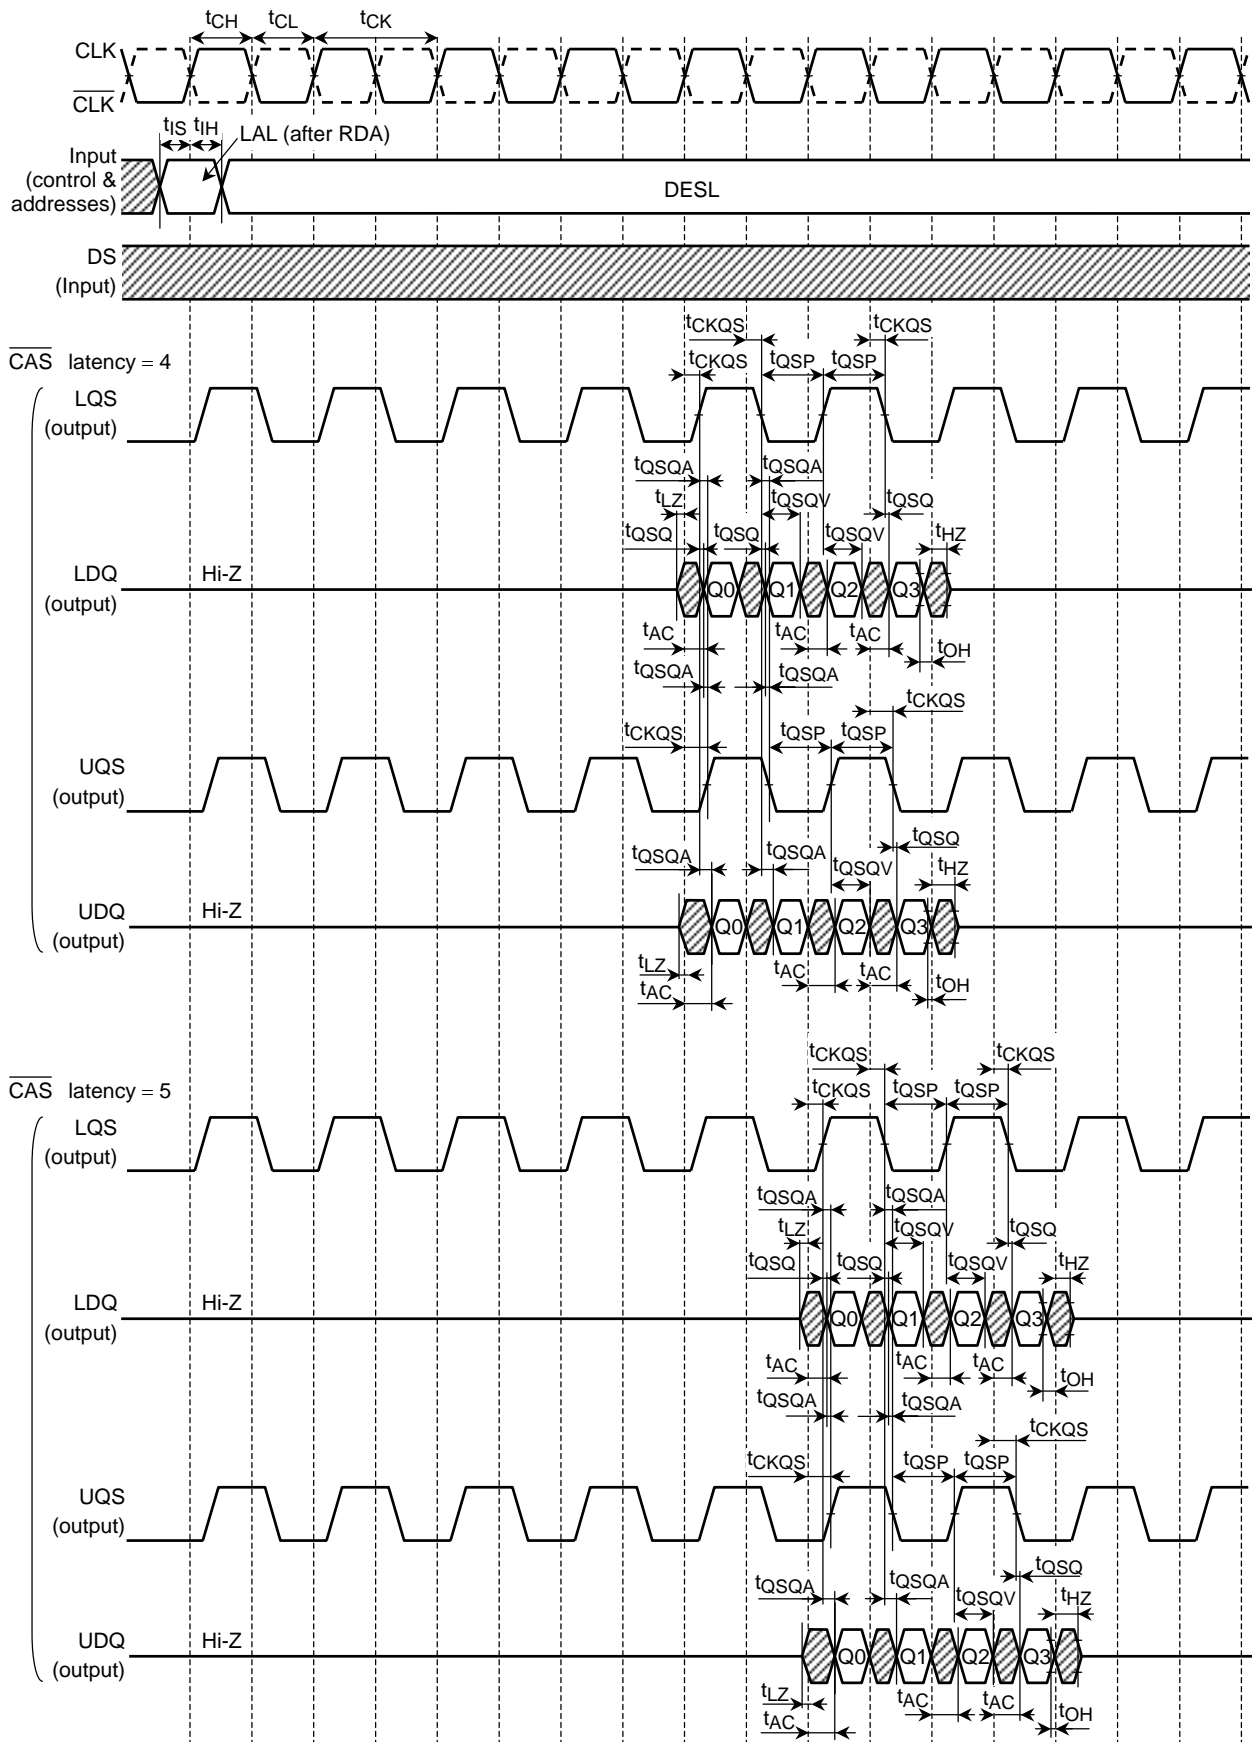 tCH tCL tCK
CLK
CLK
tIS tIH LAL (after RDA)
Input
(control &
addresses)
DESL
DS
(Input)
tCKQS tCKQS
CAS latency = 4
tCKQS tQSP tQSP
LQS
(output)
tQSQA tQSQA
tLZ tQSQV tQSQ
tQSQ tQSQ tQSQV tHZ
LDQ
(output)
Hi-Z
Q0 Q1 Q2 Q3
tAC tAC tAC tOH
tQSQA tQSQA
tCKQS
tCKQS tQSP tQSP
UQS
(output)
tQSQ
tQSQA tQSQA tQSQV tHZ
UDQ
(output)
Hi-Z
Q0 Q1 Q2 Q3
tLZ tAC tAC tOH
tAC
tCKQS tCKQS
CAS latency = 5
tCKQS tQSP tQSP
LQS
(output)
tQSQA tQSQA
tLZ tQSQV tQSQ
tQSQ tQSQ tQSQV tHZ
LDQ
(output)
Hi-Z
Q0 Q1 Q2 Q3
tAC tAC tAC tOH
tQSQA tQSQA
tCKQS
tCKQS tQSP tQSP
UQS
(output)
tQSQ
tQSQA tQSQA tQSQV tHZ
UDQ
(output)
Hi-Z
Q0 Q1 Q2 Q3
tLZ tAC tAC tOH
tAC